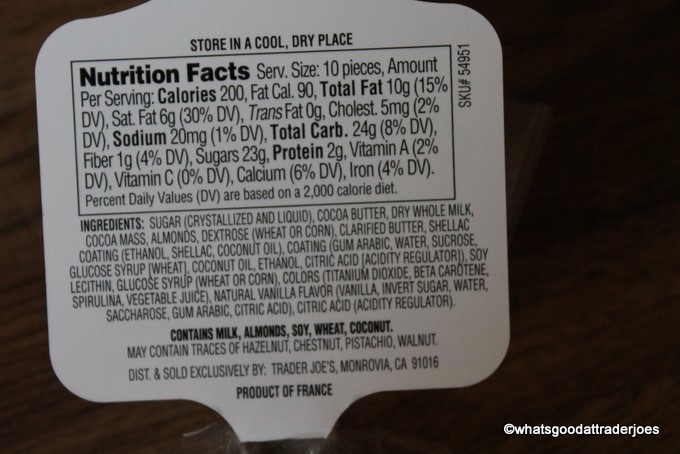 STORE IN A COOL, DRY PLACE
Nutrition Facts Serv. Size: 10 pieces, Amount
Per Serving: Calories 200, Fat Cal. 90, Total Fat 10g (15%
DV), Sat. Fat 6g (30% DV), Trans Fat 0g, Cholest. 5mg (2%
DV), Sodium 20mg (1% DV), Total Carb. 24g (8% DV),
Fiber 1g (4% DV), Sugars 23g, Protein 2g, Vitamin A (2%
DV), Vitamin C (0% DV), Calcium (6% DV), Iron (4% DV).
Percent Daily Values (DV) are based on a 2,000 calorie diet.
SKU# 54951
INGREDIENTS: SUGAR (CRYSTALLIZED AND LIQUID), COCOA BUTTER, DRY WHOLE MILK,
COCOA MASS, ALMONDS, DEXTROSE (WHEAT OR CORN), CLARIFIED BUTTER, SHELLAC
COATING (ETHANOL, SHELLAC, COCONUT OIL), COATING (GUM ARABIC, WATER, SUCROSE,
GLUCOSE SYRUP [WHEAT], COCONUT OIL, ETHANOL, CITRIC ACID [ACIDITY REGULATOR]), SOY
LECITHIN, GLUCOSE SYRUP (WHEAT OR CORN), COLORS (TITANIUM DIOXIDE, BETA CAROTENE,
SPIRULINA, VEGETABLE JUICE), NATURAL VANILLA FLAVOR (VANILLA, INVERT SUGAR, WATER,
SACCHAROSE, GUM ARABIC, CITRIC ACID), CITRIC ACID (ACIDITY REGULATOR).
CONTAINS MILK, ALMONDS, SOY, WHEAT, COCONUT.
MAY CONTAIN TRACES OF HAZELNUT, CHESTNUT, PISTACHIO, WALNUT.
DIST. & SOLD EXCLUSIVELY BY: TRADER JOE'S, MONROVIA, CA 91016
PRODUCT OF FRANCE
©whatsgoodattraderjoes